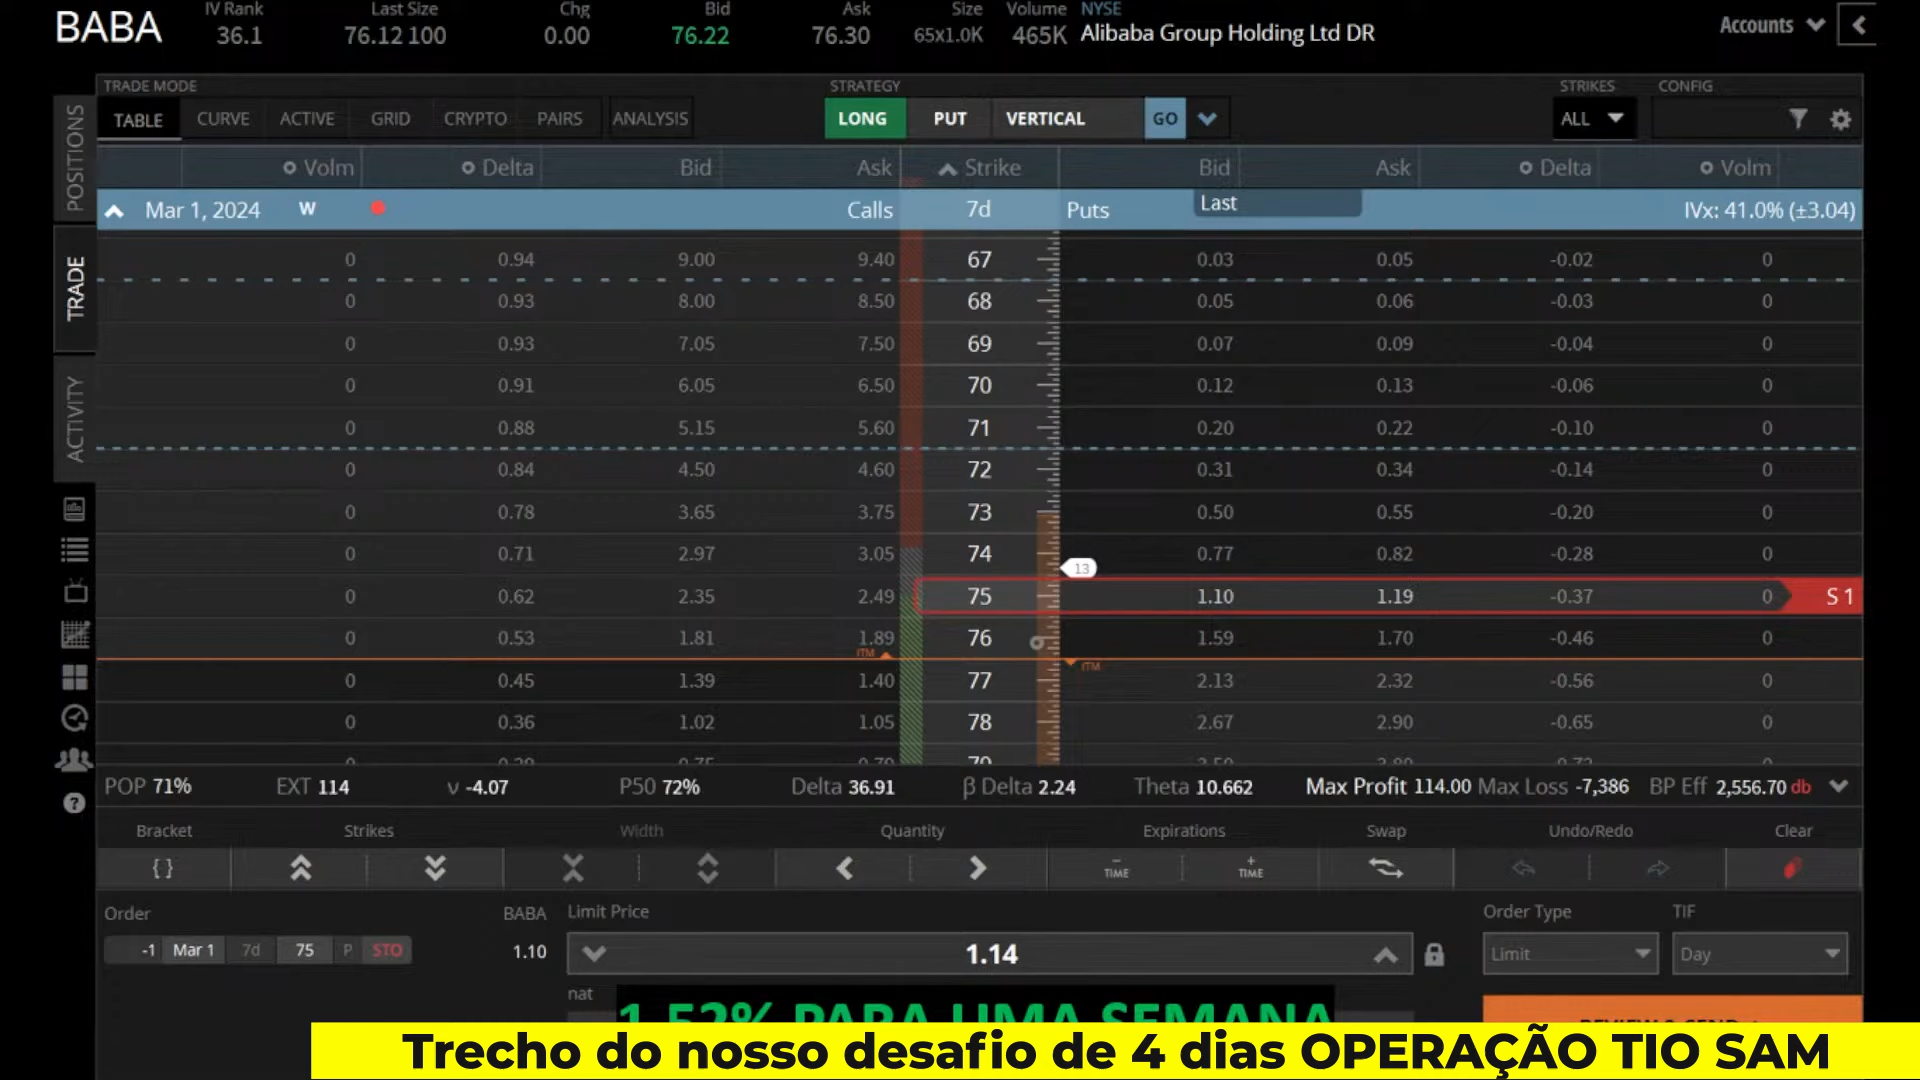 BABA IV Rank 36.1 Last Size 76.12 100 Chg 0.00 Bid 76.22 Ask 76.30 Size 65x1.0K Volume 465K NYSE Alibaba Group Holding Ltd DR Accounts
TRADE MODE STRATEGY STRIKES CONFIG
TABLE CURVE ACTIVE GRID CRYPTO PAIRS ANALYSIS LONG PUT VERTICAL GO ALL
POSITIONS
TRADE
ACTIVITY
Volm Delta Bid Ask Strike Bid Ask Delta Volm
Mar 1, 2024 W Calls 7d Puts Last IVx: 41.0% (±3.04)
0 0.94 9.00 9.40 67 0.03 0.05 -0.02 0
0 0.93 8.00 8.50 68 0.05 0.06 -0.03 0
0 0.93 7.05 7.50 69 0.07 0.09 -0.04 0
0 0.91 6.05 6.50 70 0.12 0.13 -0.06 0
0 0.88 5.15 5.60 71 0.20 0.22 -0.10 0
0 0.84 4.50 4.60 72 0.31 0.34 -0.14 0
0 0.78 3.65 3.75 73 0.50 0.55 -0.20 0
0 0.71 2.97 3.05 74 0.77 0.82 -0.28 0
13
0 0.62 2.35 2.49 75 1.10 1.19 -0.37 0 S 1
0 0.53 1.81 1.89 76 1.59 1.70 -0.46 0
ITM ITM
0 0.45 1.39 1.40 77 2.13 2.32 -0.56 0
0 0.36 1.02 1.05 78 2.67 2.90 -0.65 0
POP 71% EXT 114 v -4.07 P50 72% Delta 36.91 β Delta 2.24 Theta 10.662 Max Profit 114.00 Max Loss -7,386 BP Eff 2,556.70 db
Bracket Strikes Width Quantity Expirations Swap Undo/Redo Clear
{ } - TIME + TIME
Order BABA Limit Price Order Type TIF
-1 Mar 1 7d 75 P STO 1.10 1.14 Limit Day
nat
1,52% PARA UMA SEMANA
Trecho do nosso desafio de 4 dias OPERAÇÃO TIO SAM